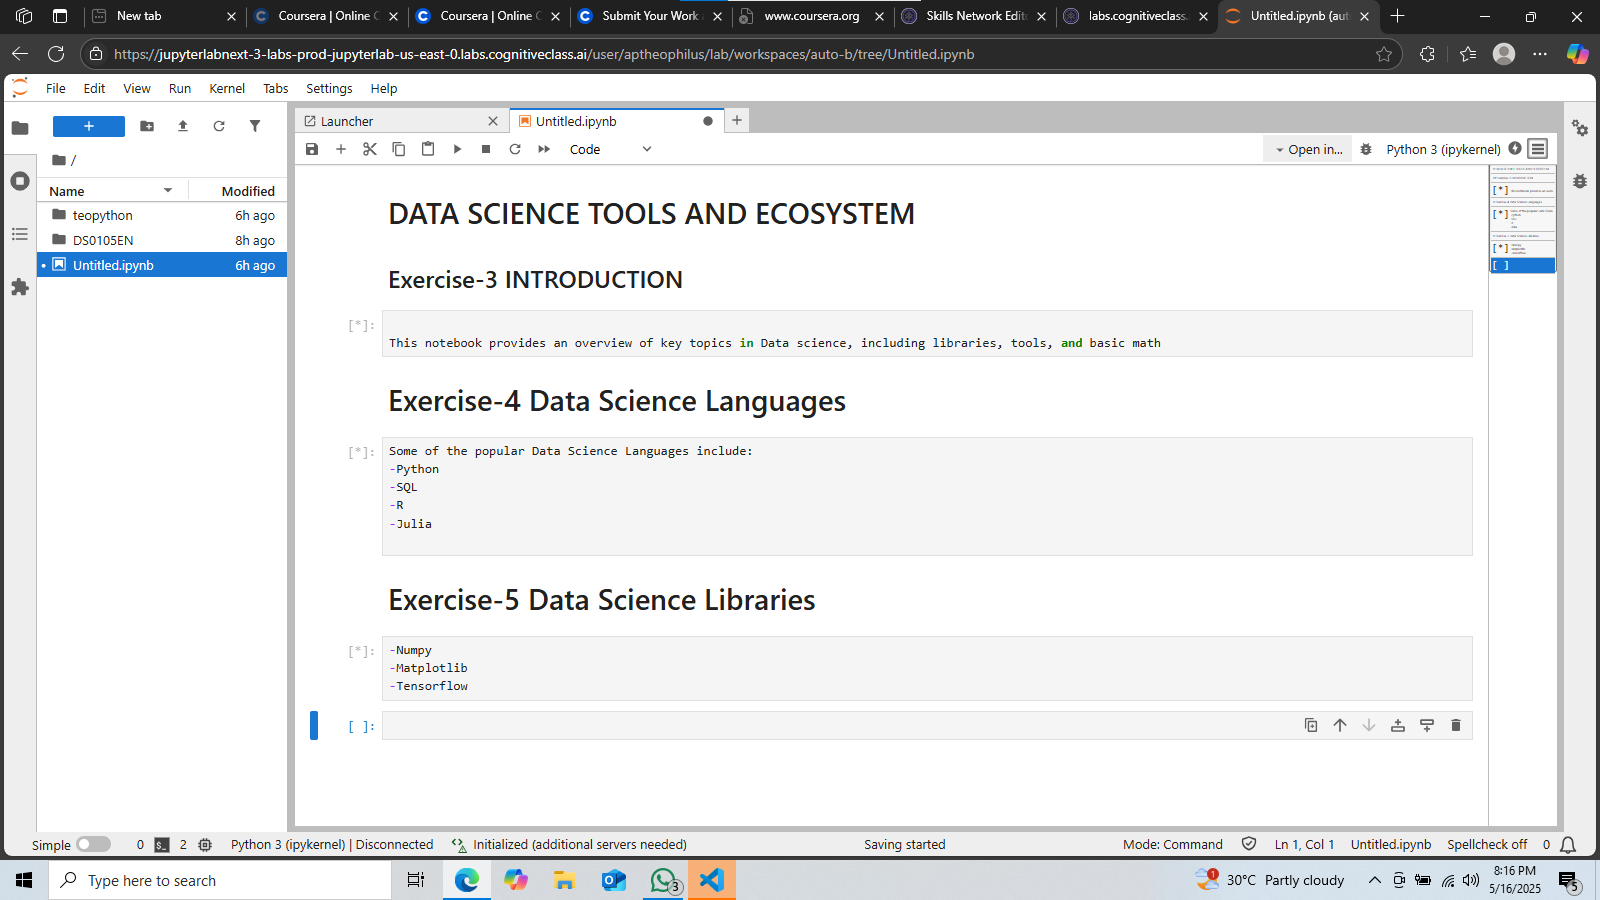 New tab
Coursera | Online C
Coursera | Online C
Submit Your Work
www.coursera.org
Skills Network Edit
labs.cognitiveclass.
Untitled.ipynb (aut
https://jupyterlabnext-3-labs-prod-jupyterlab-us-east-0.labs.cognitiveclass.ai/user/aptheophilus/lab/workspaces/auto-b/tree/Untitled.ipynb
File Edit View Run Kernel Tabs Settings Help
Launcher
Untitled.ipynb
Code
Open in...
Python 3 (ipykernel)
/
Name Modified
teopython 6h ago
DS0105EN 8h ago
Untitled.ipynb 6h ago
DATA SCIENCE TOOLS AND ECOSYSTEM
Exercise-3 INTRODUCTION
[*]:
This notebook provides an overview of key topics in Data science, including libraries, tools, and basic math
Exercise-4 Data Science Languages
[*]: Some of the popular Data Science Languages include:
-Python
-SQL
-R
-Julia
Exercise-5 Data Science Libraries
[*]: -Numpy
-Matplotlib
-Tensorflow
[ ]:
[*]
[*]
[*]
[ ]
Simple 0 2 Python 3 (ipykernel) | Disconnected Initialized (additional servers needed) Saving started Mode: Command Ln 1, Col 1 Untitled.ipynb Spellcheck off 0
Type here to search
3
1
30°C Partly cloudy
8:16 PM
5/16/2025
5